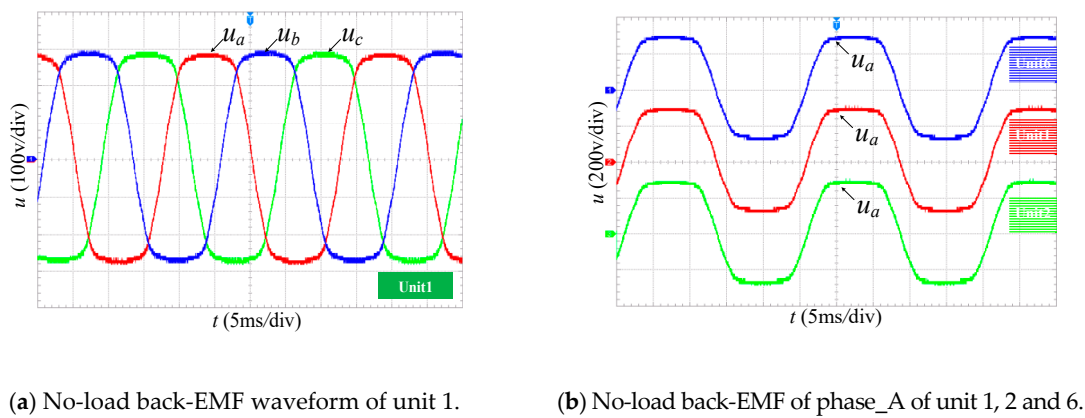 u_a u_b u_c
u (100v/div)
T
Unit1
t (5ms/div)
(a) No-load back-EMF waveform of unit 1.
T
u_a
Unit6
1
u_a
Unit1
2
u (200v/div)
u_a
Unit2
t (5ms/div)
(b) No-load back-EMF of phase_A of unit 1, 2 and 6.